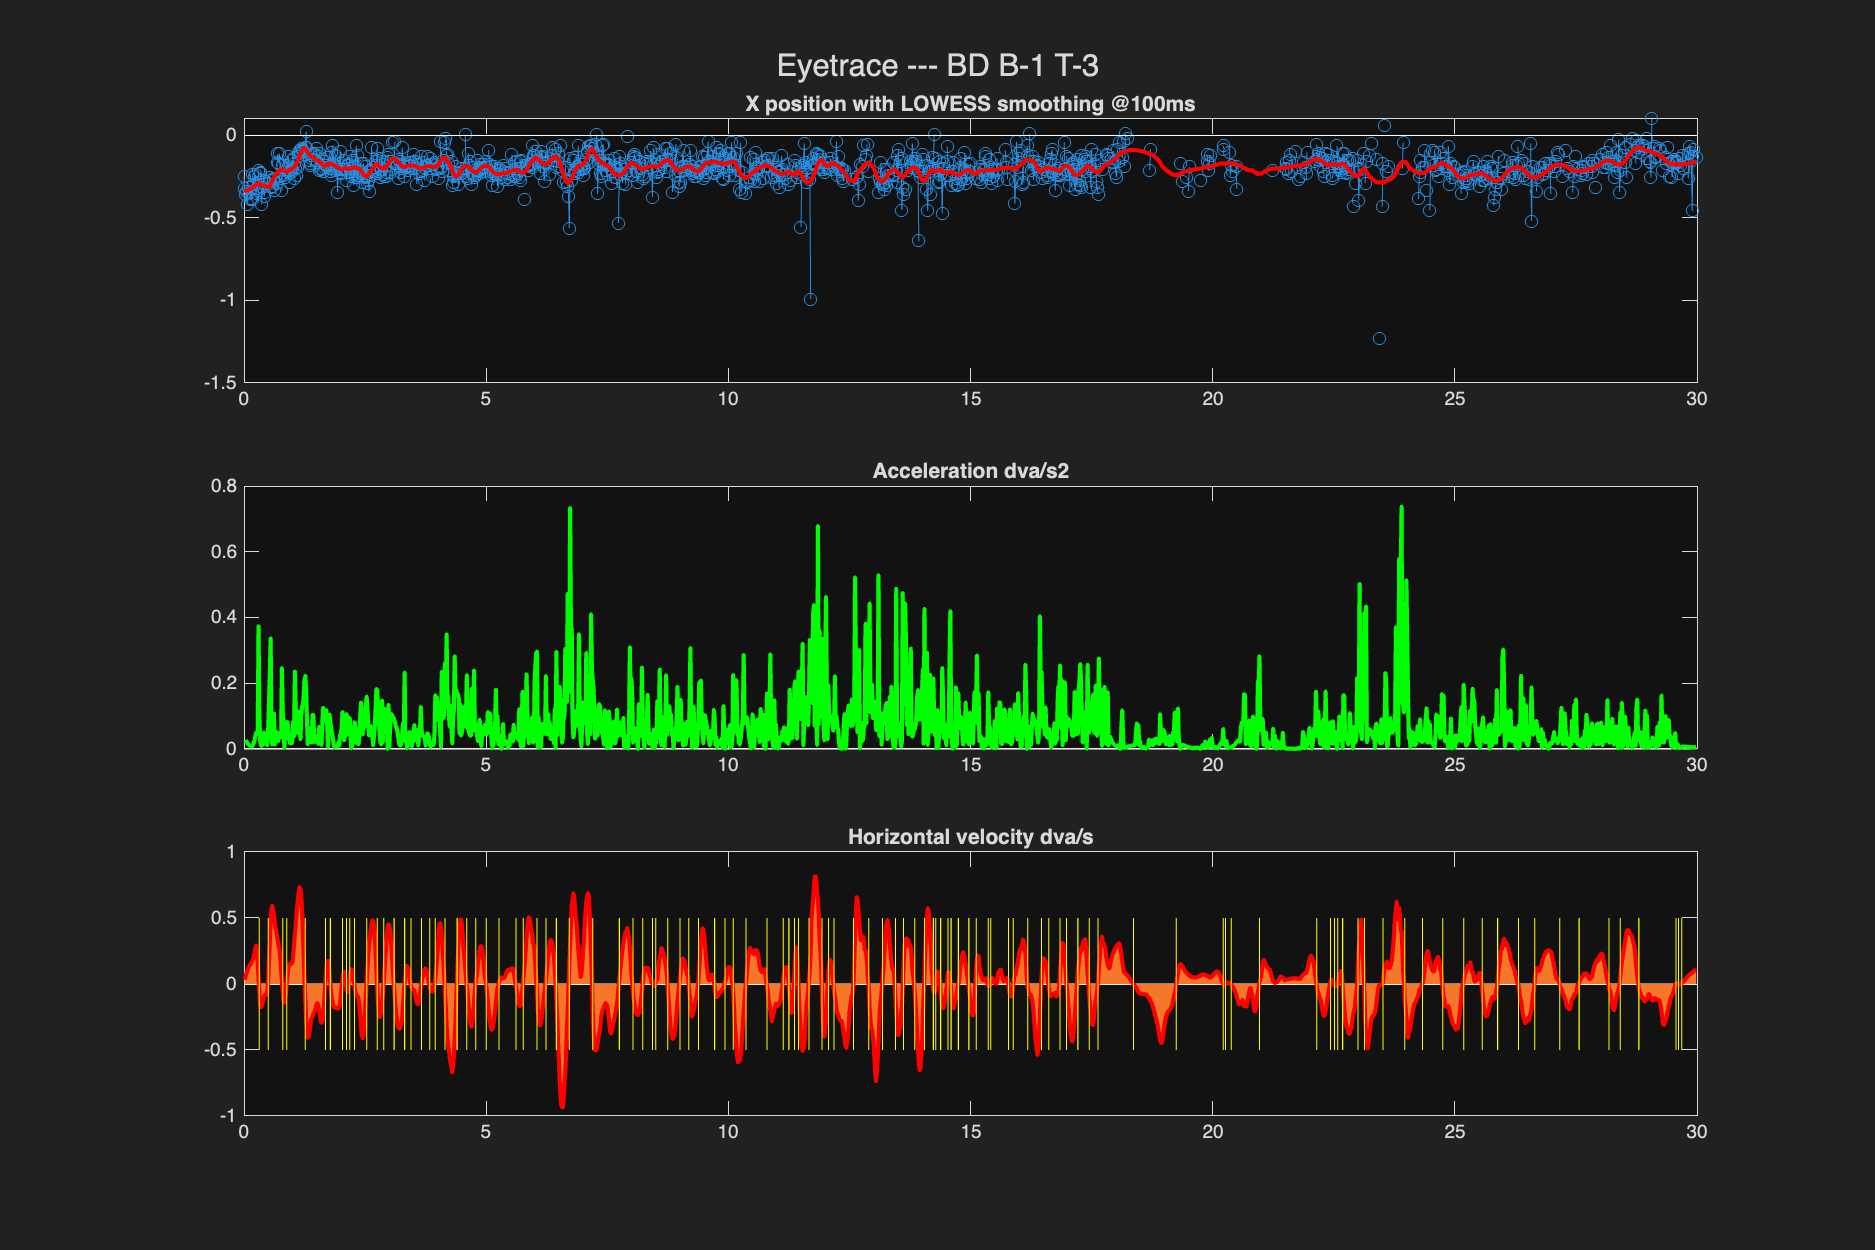 Eyetrace --- BD B-1 T-3
X position with LOWESS smoothing @100ms
0
-0.5
-1
-1.5
0 5 10 15 20 25 30
Acceleration dva/s2
0.8
0.6
0.4
0.2
0
0 5 10 15 20 25 30
Horizontal velocity dva/s
1
0.5
0
-0.5
-1
0 5 10 15 20 25 30